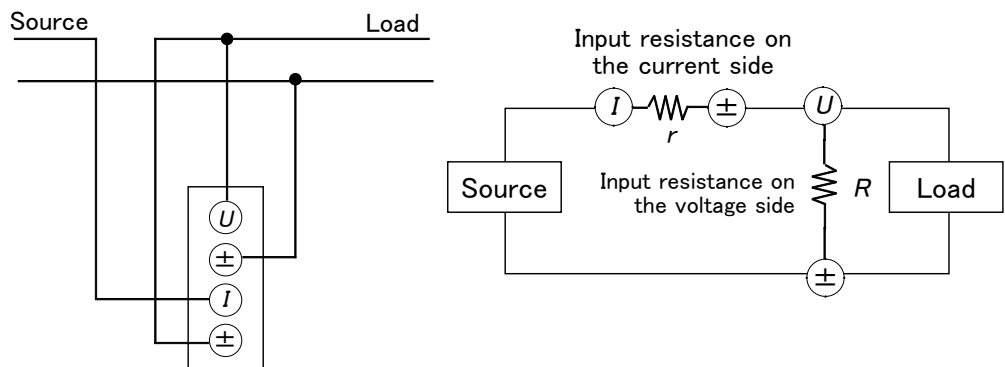 Source
Load
U
±
I
±
Input resistance on
the current side
I
±
U
r
Source
Input resistance on
the voltage side
R
Load
±